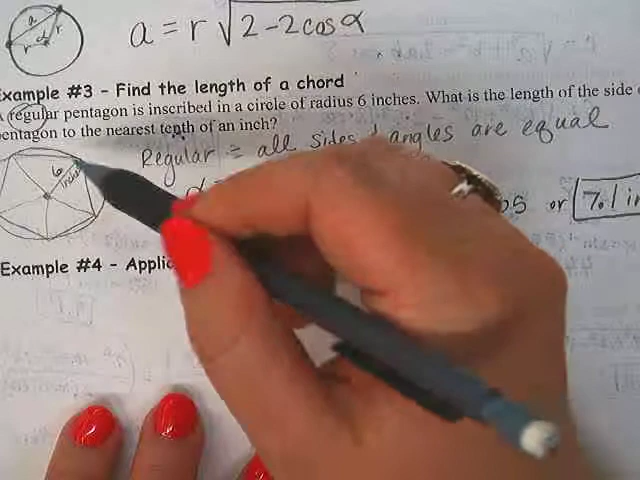 a r α r
a = r √2-2cos α
Example #3 - Find the length of a chord
A regular pentagon is inscribed in a circle of radius 6 inches. What is the length of the side
pentagon to the nearest tenth of an inch?
Regular = all sides + angles are equal
6 inches
α
or 7.1 in
Example #4 -